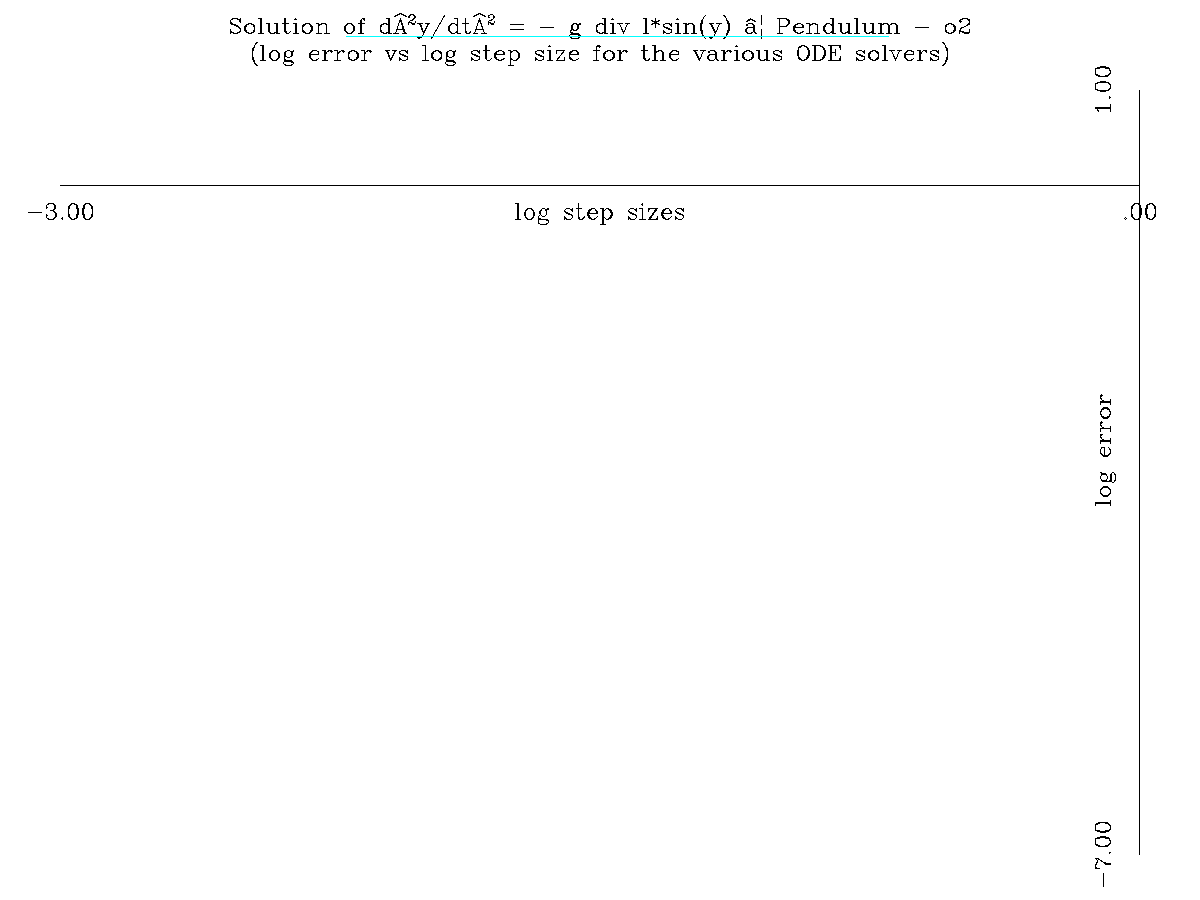 Solution of dÂ²y/dtÂ² = − g div l*sin(y) â¦ Pendulum − o2
(log error vs log step size for the various ODE solvers)
1.00
−3.00
log step sizes
.00
log error
−7.00